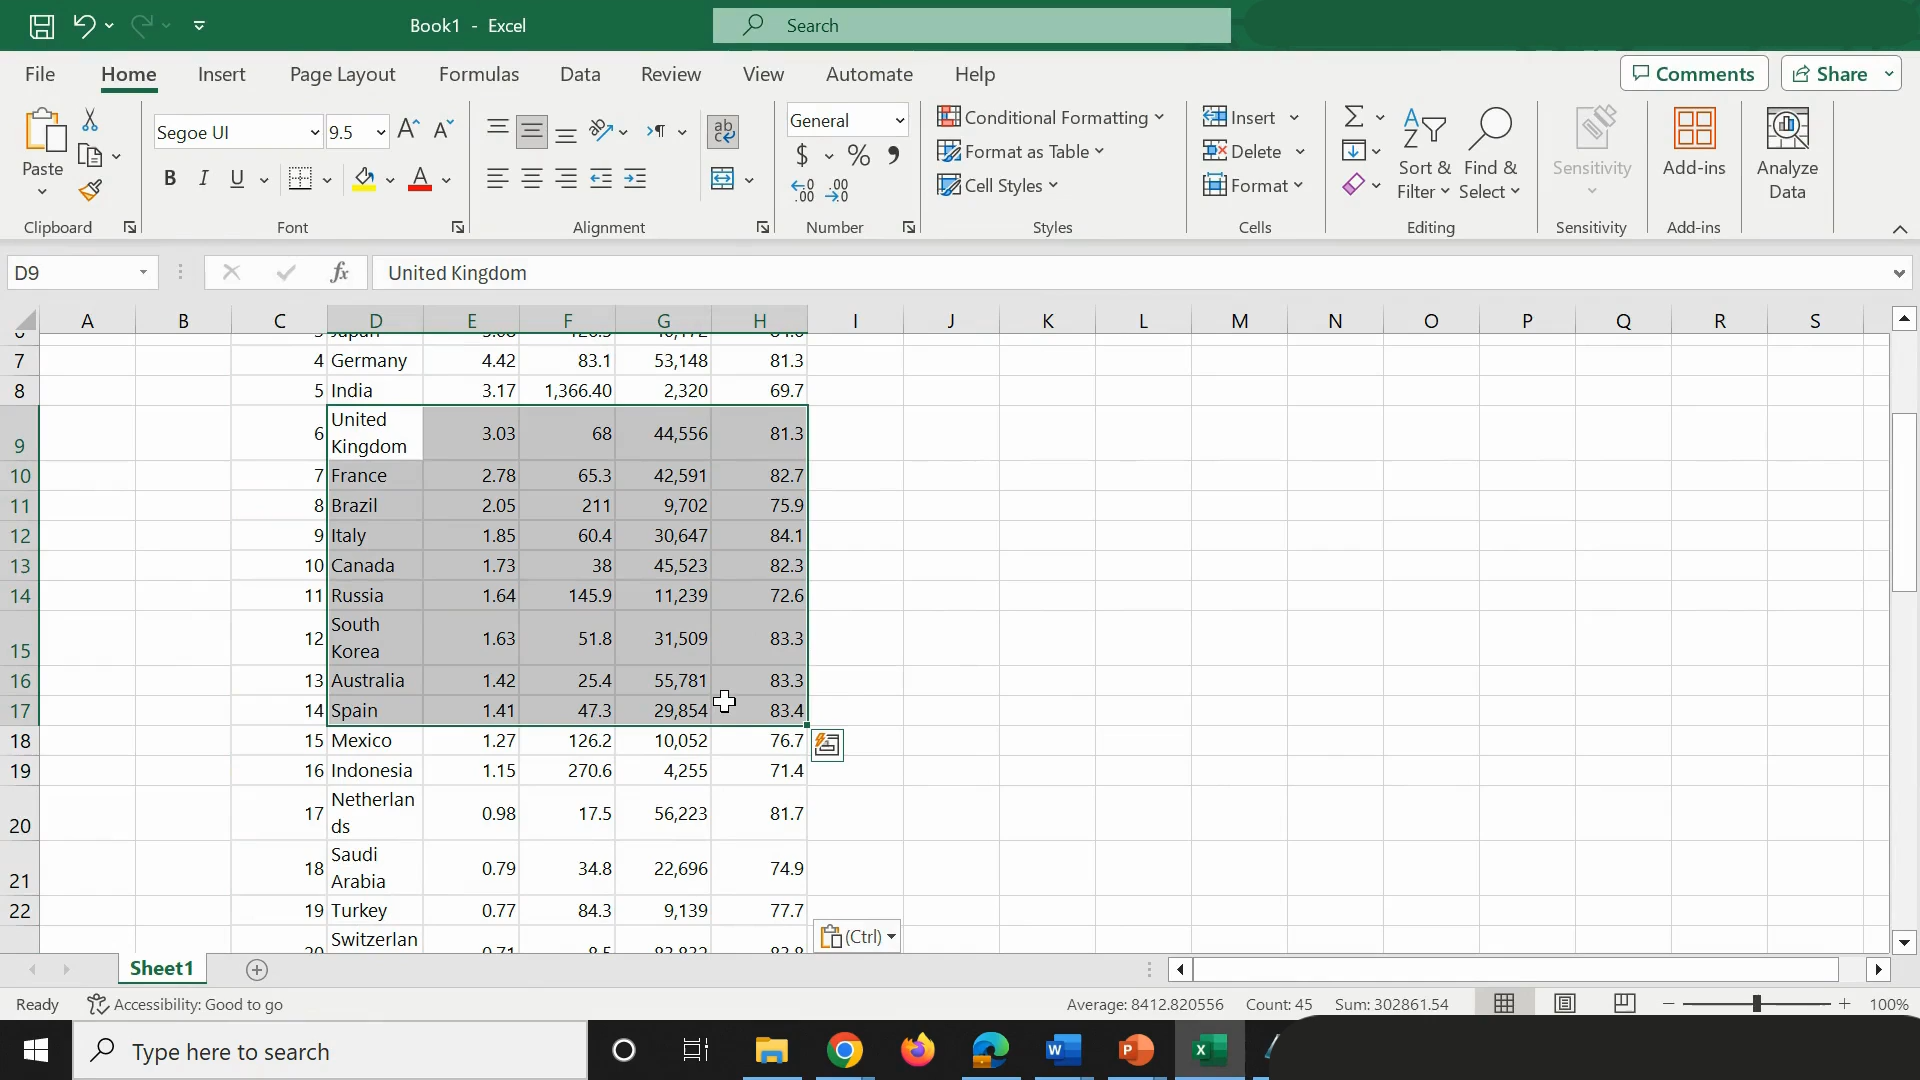 Book1 - Excel
Search
File Home Insert Page Layout Formulas Data Review View Automate Help Comments Share
Paste
Clipboard
Segoe UI 9.5
B I U
Font
ab
Alignment
General
$ % 9
.00
Number
Conditional Formatting
Format as Table
Cell Styles
Styles
Insert
Delete
Format
Cells
Sort & Filter
Find & Select
Editing
Sensitivity
Sensitivity
Add-ins
Add-ins
Analyze Data
D9 fx United Kingdom
A B C D E F G H I J K L M N O P Q R S
7 4 Germany 4.42 83.1 53,148 81.3
8 5 India 3.17 1,366.40 2,320 69.7
9 6 United Kingdom 3.03 68 44,556 81.3
10 7 France 2.78 65.3 42,591 82.7
11 8 Brazil 2.05 211 9,702 75.9
12 9 Italy 1.85 60.4 30,647 84.1
13 10 Canada 1.73 38 45,523 82.3
14 11 Russia 1.64 145.9 11,239 72.6
15 12 South Korea 1.63 51.8 31,509 83.3
16 13 Australia 1.42 25.4 55,781 83.3
17 14 Spain 1.41 47.3 29,854 83.4
18 15 Mexico 1.27 126.2 10,052 76.7
19 16 Indonesia 1.15 270.6 4,255 71.4
20 17 Netherlan ds 0.98 17.5 56,223 81.7
21 18 Saudi Arabia 0.79 34.8 22,696 74.9
22 19 Turkey 0.77 84.3 9,139 77.7
Switzerlan
(Ctrl)
Sheet1
Ready Accessibility: Good to go Average: 8412.820556 Count: 45 Sum: 302861.54 100%
Type here to search